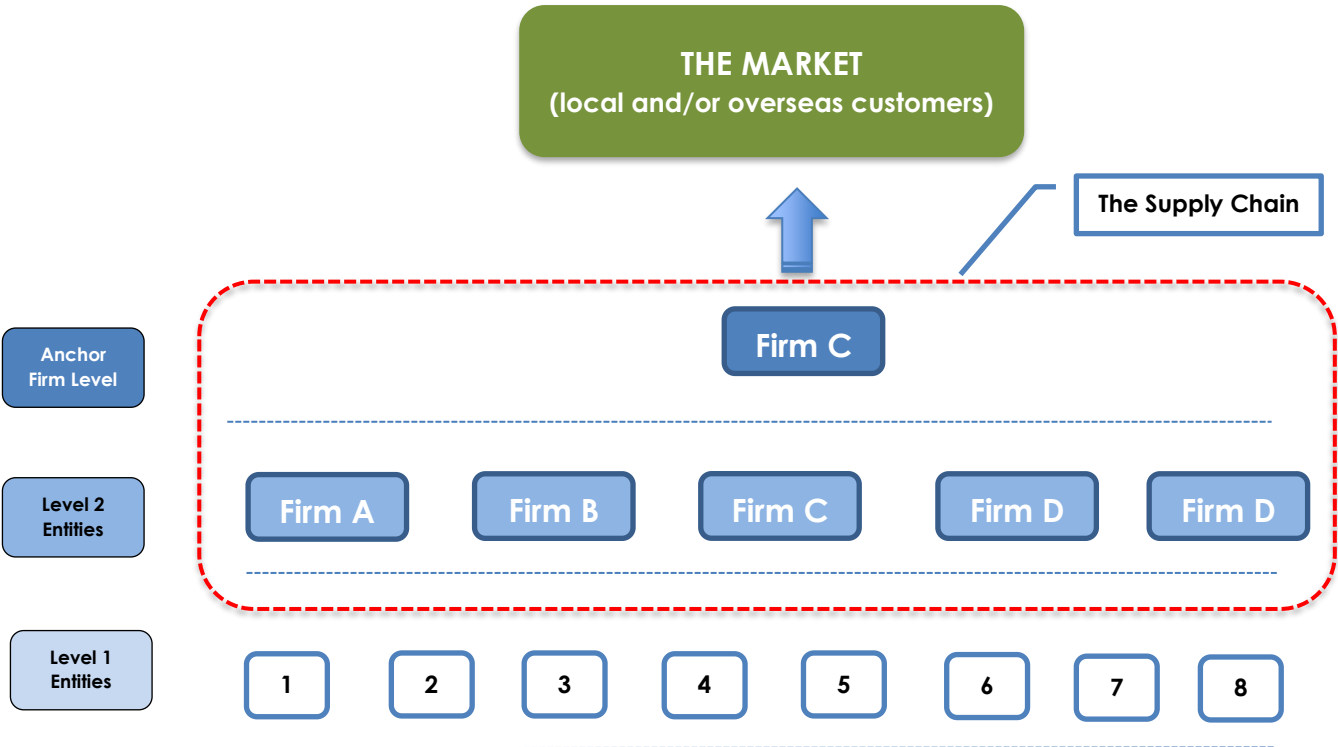 THE MARKET
(local and/or overseas customers)
The Supply Chain
Anchor
Firm Level
Firm C
Level 2
Entities
Firm A
Firm B
Firm C
Firm D
Firm D
Level 1
Entities
1
2
3
4
5
6
7
8